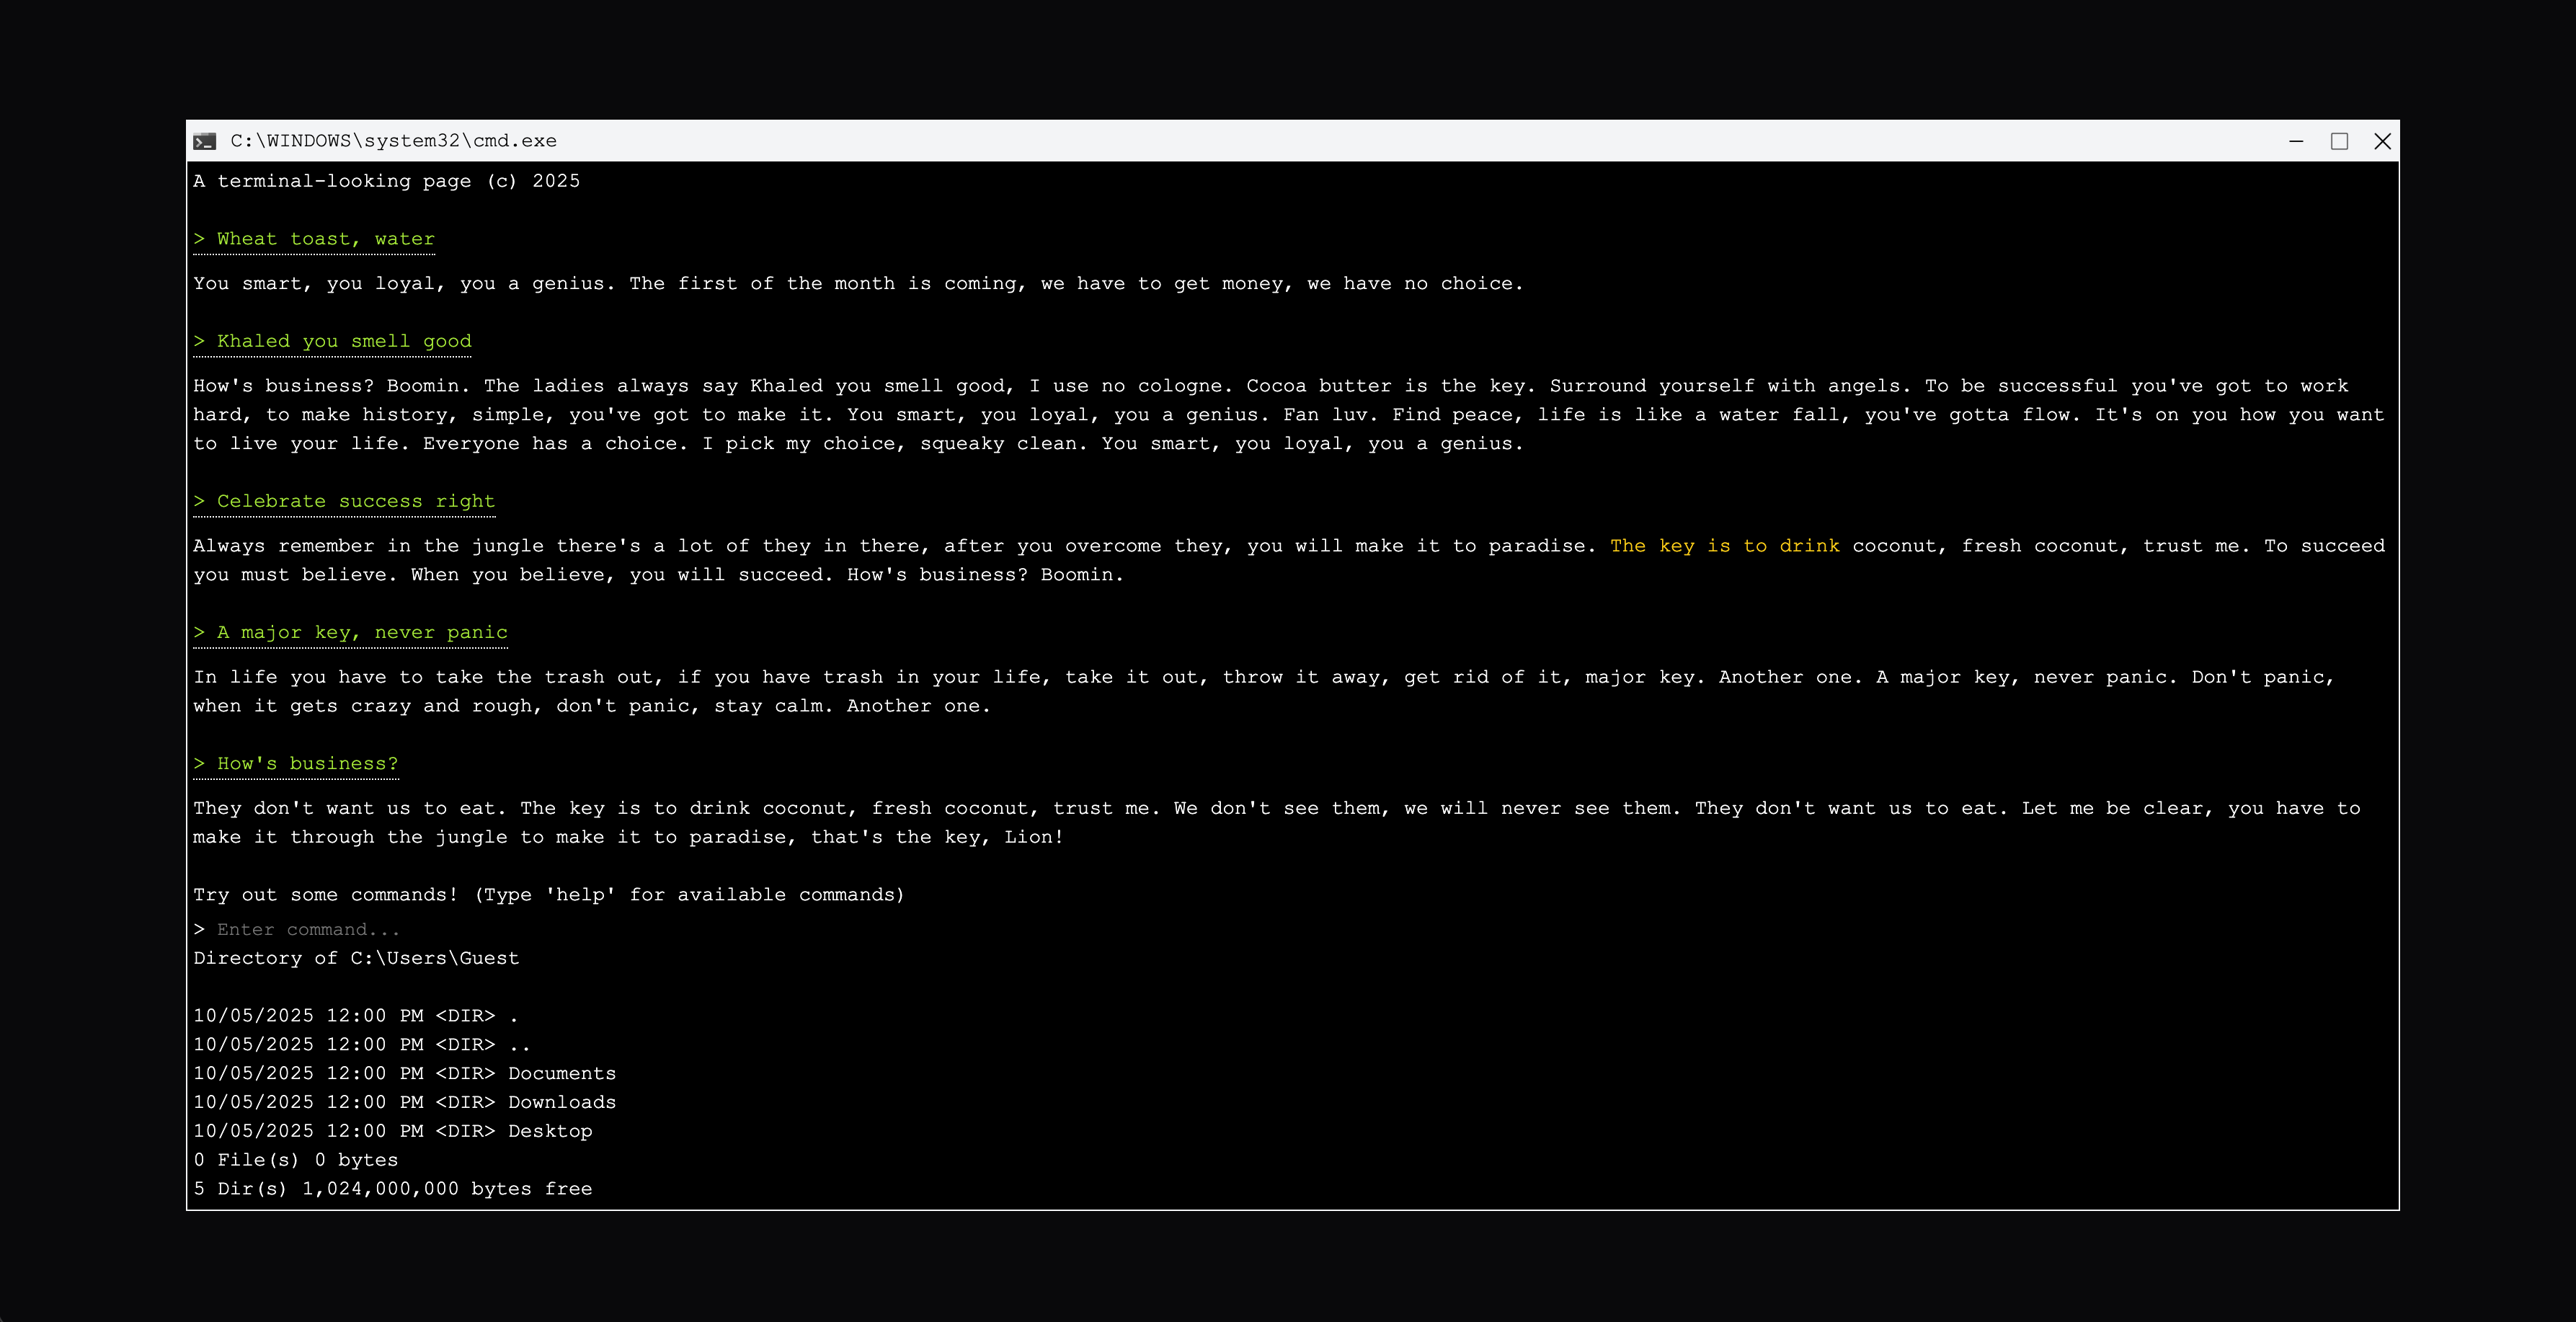 C:\WINDOWS\system32\cmd.exe
A terminal-looking page (c) 2025
> Wheat toast, water
You smart, you loyal, you a genius. The first of the month is coming, we have to get money, we have no choice.
> Khaled you smell good
How's business? Boomin. The ladies always say Khaled you smell good, I use no cologne. Cocoa butter is the key. Surround yourself with angels. To be successful you've got to work
hard, to make history, simple, you've got to make it. You smart, you loyal, you a genius. Fan luv. Find peace, life is like a water fall, you've gotta flow. It's on you how you want
to live your life. Everyone has a choice. I pick my choice, squeaky clean. You smart, you loyal, you a genius.
> Celebrate success right
Always remember in the jungle there's a lot of they in there, after you overcome they, you will make it to paradise. The key is to drink coconut, fresh coconut, trust me. To succeed
you must believe. When you believe, you will succeed. How's business? Boomin.
> A major key, never panic
In life you have to take the trash out, if you have trash in your life, take it out, throw it away, get rid of it, major key. Another one. A major key, never panic. Don't panic,
when it gets crazy and rough, don't panic, stay calm. Another one.
> How's business?
They don't want us to eat. The key is to drink coconut, fresh coconut, trust me. We don't see them, we will never see them. They don't want us to eat. Let me be clear, you have to
make it through the jungle to make it to paradise, that's the key, Lion!
Try out some commands! (Type 'help' for available commands)
> Enter command...
Directory of C:\Users\Guest
10/05/2025 12:00 PM <DIR> .
10/05/2025 12:00 PM <DIR> ..
10/05/2025 12:00 PM <DIR> Documents
10/05/2025 12:00 PM <DIR> Downloads
10/05/2025 12:00 PM <DIR> Desktop
0 File(s) 0 bytes
5 Dir(s) 1,024,000,000 bytes free